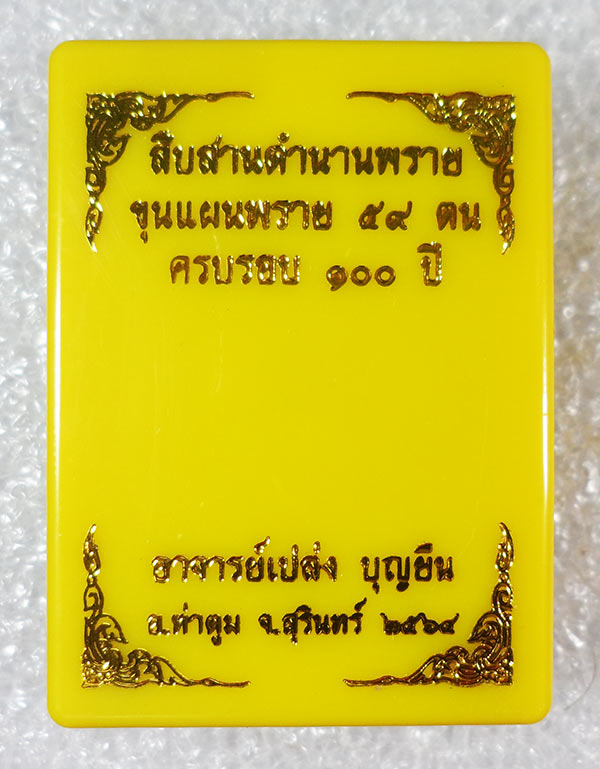 สืบสานตำนานพราย
ขุนแผนพราย ๕๙ ตน
ครบรอบ ๑๐๐ ปี
อาจารย์เปล่ง บุญยืน
อ.ท่าตูม จ.สุรินทร์ ๒๕๖๔